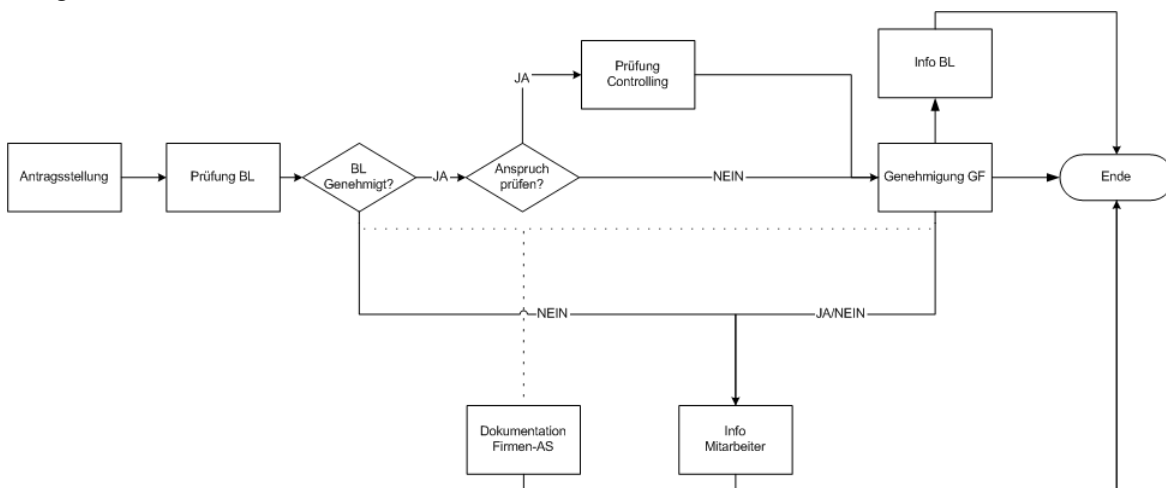 Info BL
Prüfung
Controlling
JA
Antragsstellung
Prüfung BL
BL
Genehmigt?
JA
Anspruch
prüfen?
NEIN
Genehmigung GF
Ende
NEIN
JA/NEIN
Dokumentation
Firmen-AS
Info
Mitarbeiter